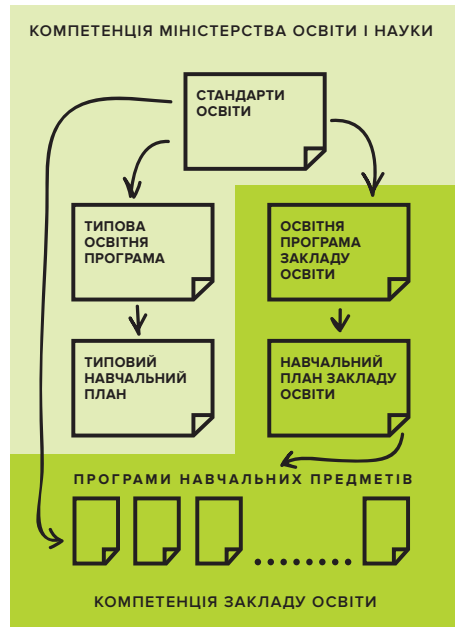 КОМПЕТЕНЦІЯ МІНІСТЕРСТВА ОСВІТИ І НАУКИ
СТАНДАРТИ
ОСВІТИ
ТИПОВА
ОСВІТНЯ
ПРОГРАМА
ОСВІТНЯ
ПРОГРАМА
ЗАКЛАДУ
ОСВІТИ
ТИПОВИЙ
НАВЧАЛЬНИЙ
ПЛАН
НАВЧАЛЬНИЙ
ПЛАН ЗАКЛАДУ
ОСВІТИ
ПРОГРАМИ НАВЧАЛЬНИХ ПРЕДМЕТІВ
КОМПЕТЕНЦІЯ ЗАКЛАДУ ОСВІТИ